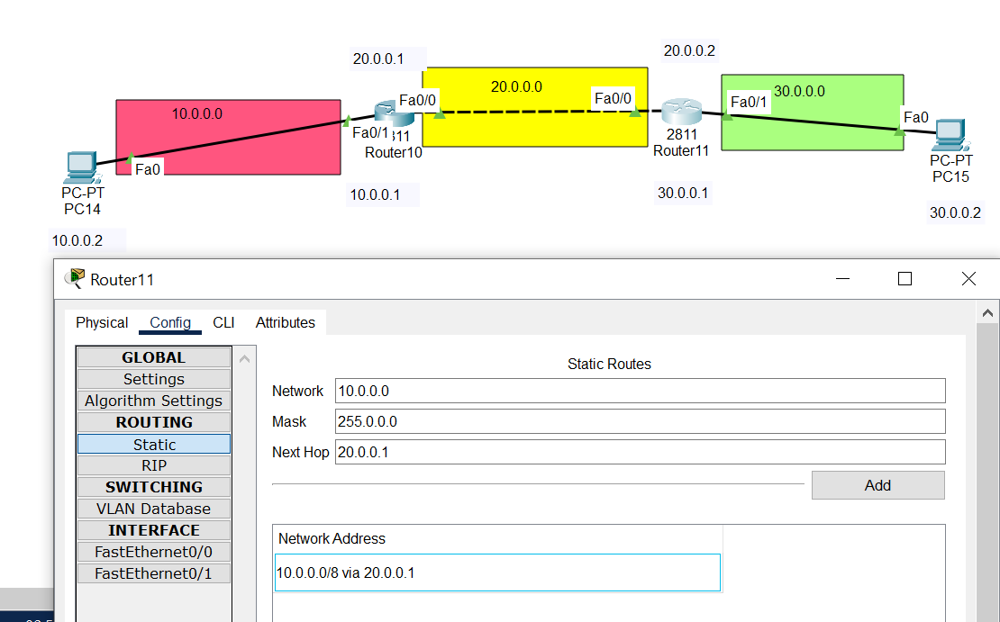 20.0.0.1
20.0.0.2
10.0.0.0
Fa0/0
20.0.0.0
Fa0/0
Fa0/1
30.0.0.0
Fa0
Fa0
Fa0/1
Router10
2811
Router11
PC-PT
PC14
PC-PT
PC15
10.0.0.1
30.0.0.1
30.0.0.2
10.0.0.2
Router11
Physical Config CLI Attributes
GLOBAL
Settings
Algorithm Settings
ROUTING
Static
RIP
SWITCHING
VLAN Database
INTERFACE
FastEthernet0/0
FastEthernet0/1
Static Routes
Network 10.0.0.0
Mask 255.0.0.0
Next Hop 20.0.0.1
Add
Network Address
10.0.0.0/8 via 20.0.0.1